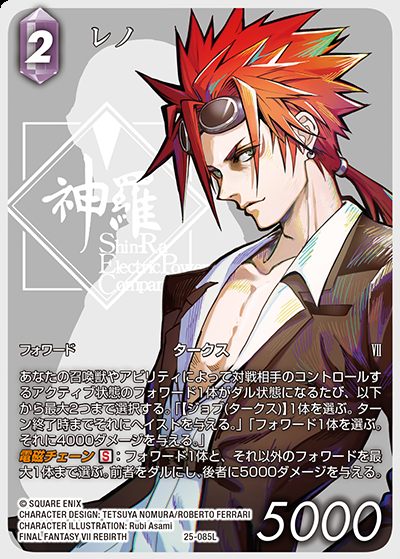 2
レノ
神羅
Shin-Ra
Electric Power
Company
フォワード タークス Ⅶ
あなたの召喚獣やアビリティによって対戦相手のコントロールす
るアクティブ状態のフォワード1体がダル状態になるたび、以下
から最大2つまで選択する。「【ジョブ(タークス)】1体を選ぶ。ター
ン終了時までそれにヘイストを与える。」「フォワード1体を選ぶ。
それに4000ダメージを与える。」
電磁チェーン S:フォワード1体と、それ以外のフォワードを最
大1体まで選ぶ。前者をダルにし、後者に5000ダメージを与える。
© SQUARE ENIX
CHARACTER DESIGN: TETSUYA NOMURA/ROBERTO FERRARI
CHARACTER ILLUSTRATION: Rubi Asami
FINAL FANTASY VII REBIRTH 25-085L
5000